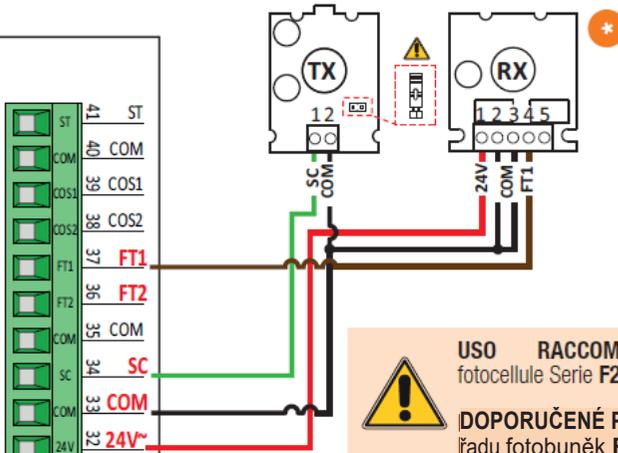 TX
RX
*
1 2
1 2 3 4 5
SC
COM
24V
COM
FT1
ST 41 ST
COM 40 COM
COS1 39 COS1
COS2 38 COS2
FT1 37 FT1
FT2 36 FT2
COM 35 COM
SC 34 SC
COM 33 COM
24V 32 24V~
USO RACCOM
fotocellule Serie F2
DOPORUČENÉ
řadu fotobuněk